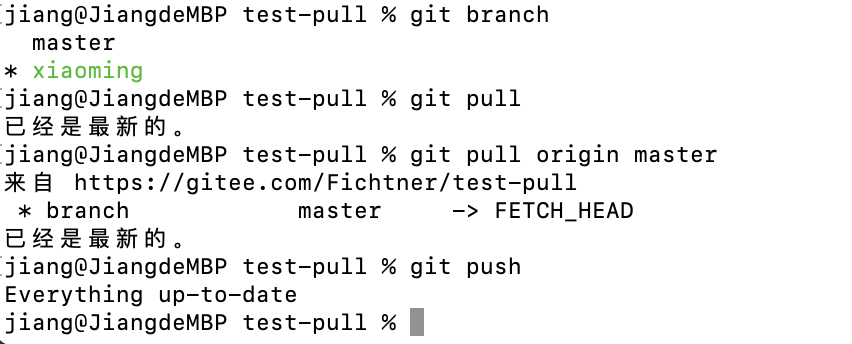 jiang@JiangdeMBP test-pull % git branch
  master
* xiaoming
jiang@JiangdeMBP test-pull % git pull
已经是最新的。
jiang@JiangdeMBP test-pull % git pull origin master
来自 https://gitee.com/Fichtner/test-pull
 * branch            master     -> FETCH_HEAD
已经是最新的。
jiang@JiangdeMBP test-pull % git push
Everything up-to-date
jiang@JiangdeMBP test-pull %